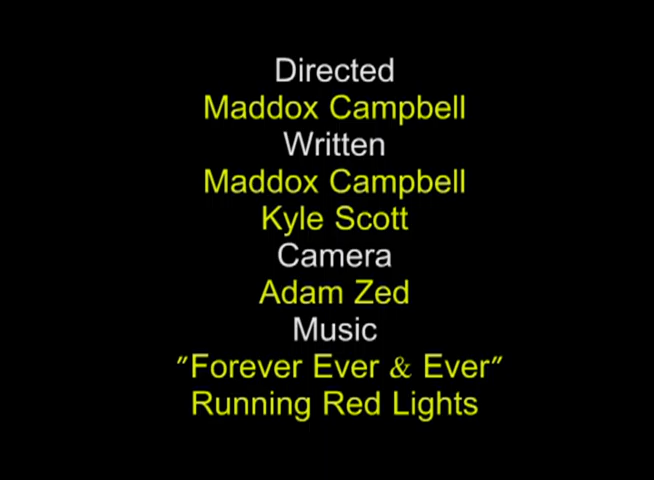 Directed
Maddox Campbell
Written
Maddox Campbell
Kyle Scott
Camera
Adam Zed
Music
"Forever Ever & Ever"
Running Red Lights